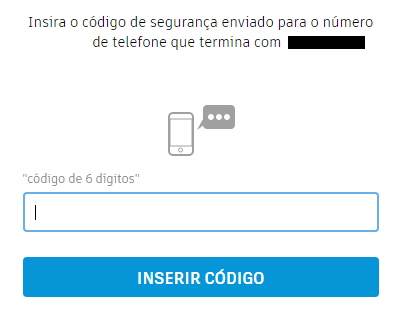 Insira o código de segurança enviado para o número
de telefone que termina com
"código de 6 dígitos"
INSERIR CÓDIGO